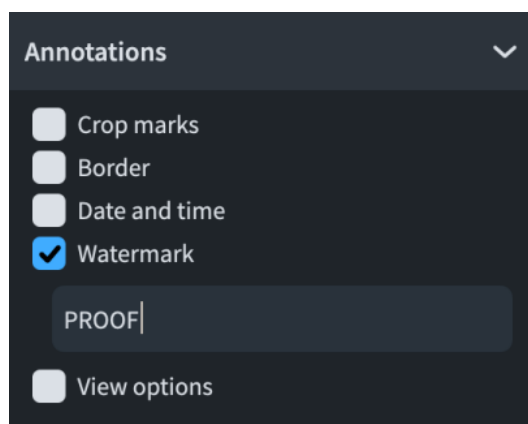 Annotations
Crop marks
Border
Date and time
Watermark
PROOF
View options